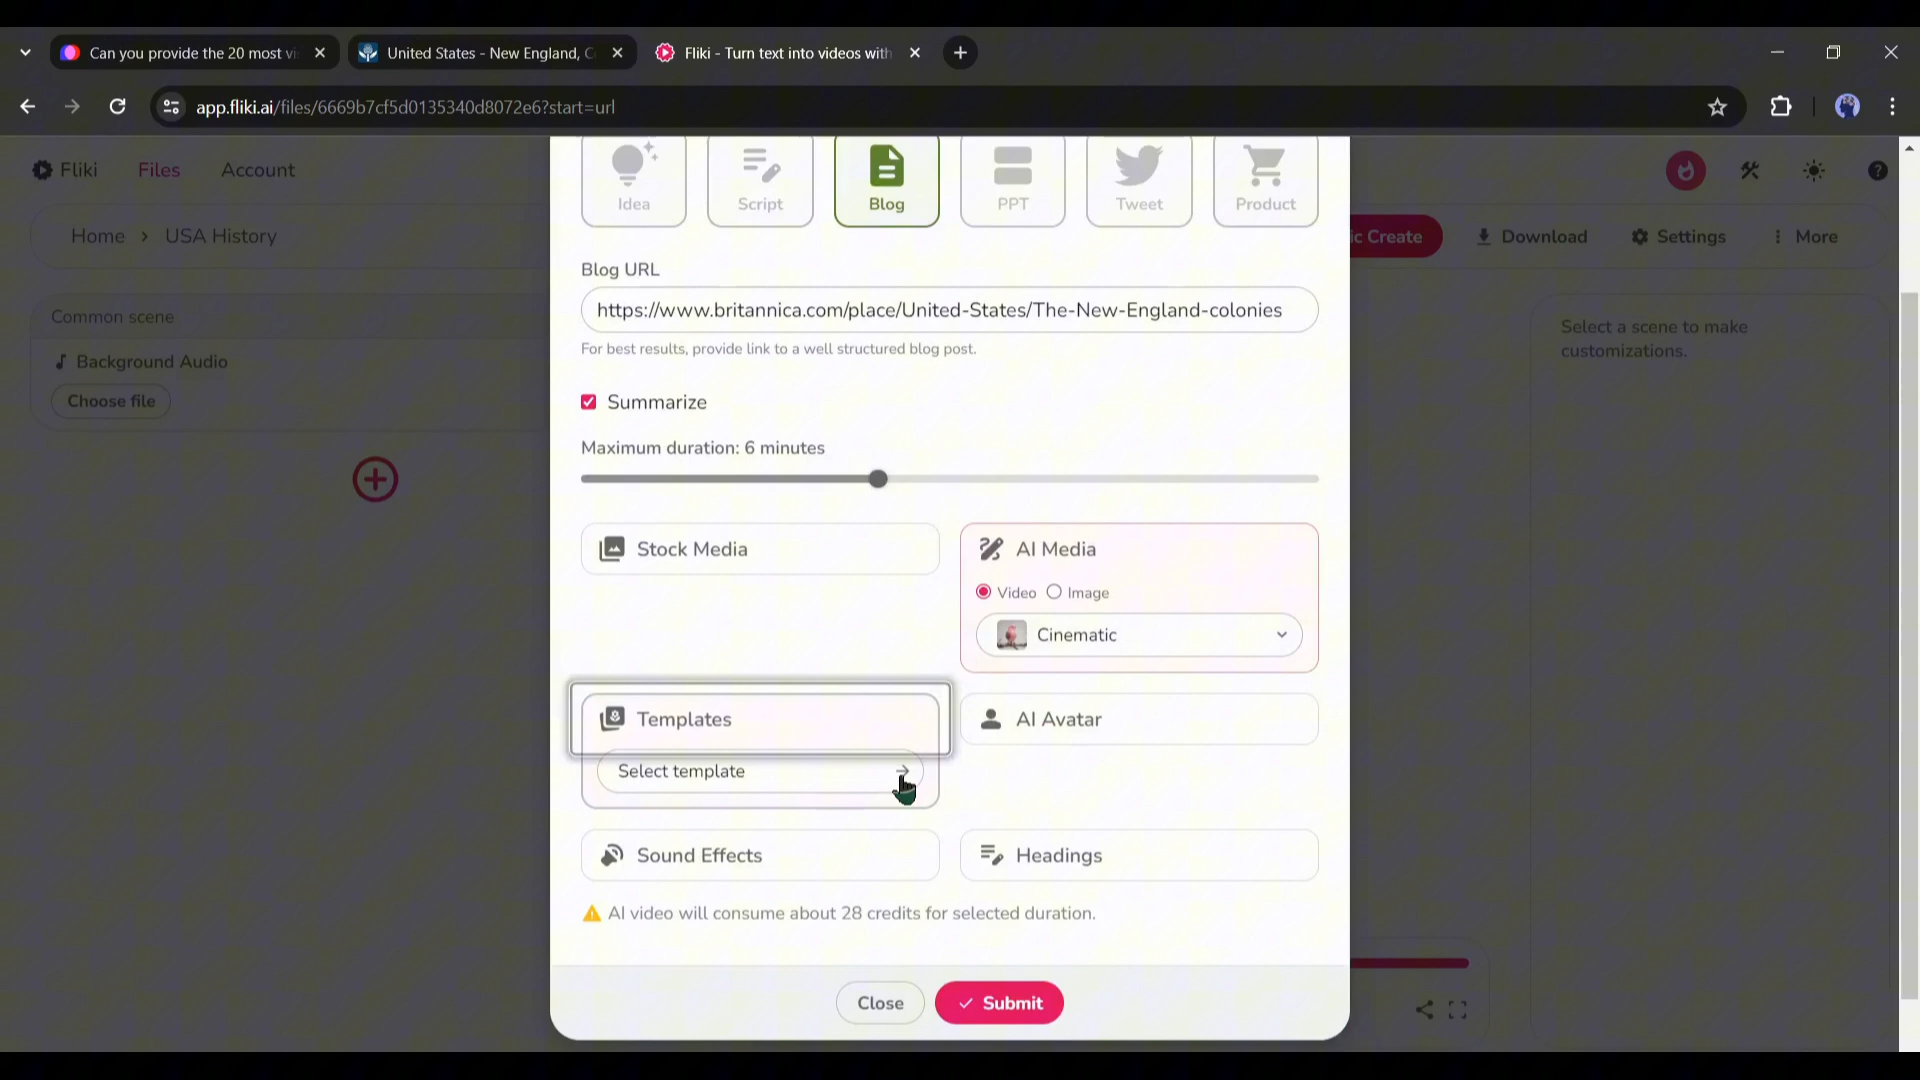 Can you provide the 20 most vi
United States - New England, C
Fliki - Turn text into videos with
app.fliki.ai/files/6669b7cf5d0135340d8072e6?start=url
Fliki
Files
Account
Home > USA History
ic Create
Download
Settings
More
Common scene
Background Audio
Choose file
Idea
Script
Blog
PPT
Tweet
Product
Blog URL
https://www.britannica.com/place/United-States/The-New-England-colonies
For best results, provide link to a well structured blog post.
Summarize
Maximum duration: 6 minutes
Stock Media
AI Media
Video
Image
Cinematic
Templates
Select template
AI Avatar
Sound Effects
Headings
AI video will consume about 28 credits for selected duration.
Close
Submit
Select a scene to make
customizations.